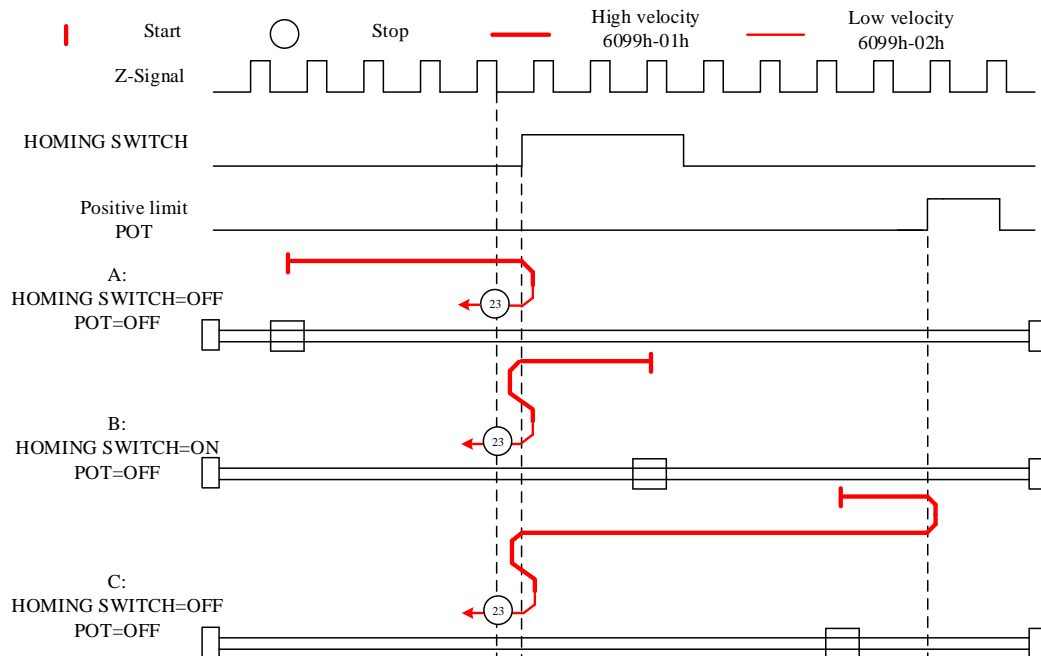 Start
Stop
High velocity
6099h-01h
Low velocity
6099h-02h
Z-Signal
HOMING SWITCH
Positive limit
POT
A:
HOMING SWITCH=OFF
POT=OFF
23
B:
HOMING SWITCH=ON
POT=OFF
23
C:
HOMING SWITCH=OFF
POT=OFF
23